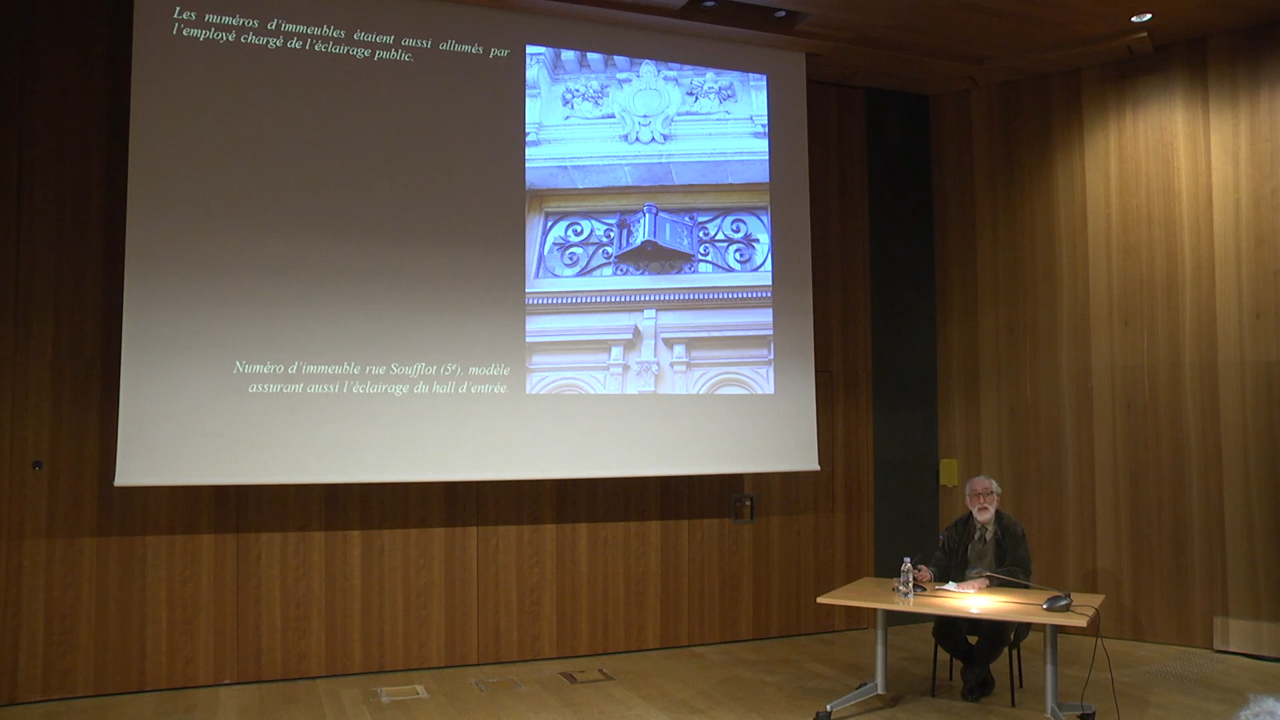 Les numéros d'immeubles étaient aussi allumés par
l'employé chargé de l'éclairage public.
Numéro d'immeuble rue Soufflot (5e), modèle
assurant aussi l'éclairage du hall d'entrée.